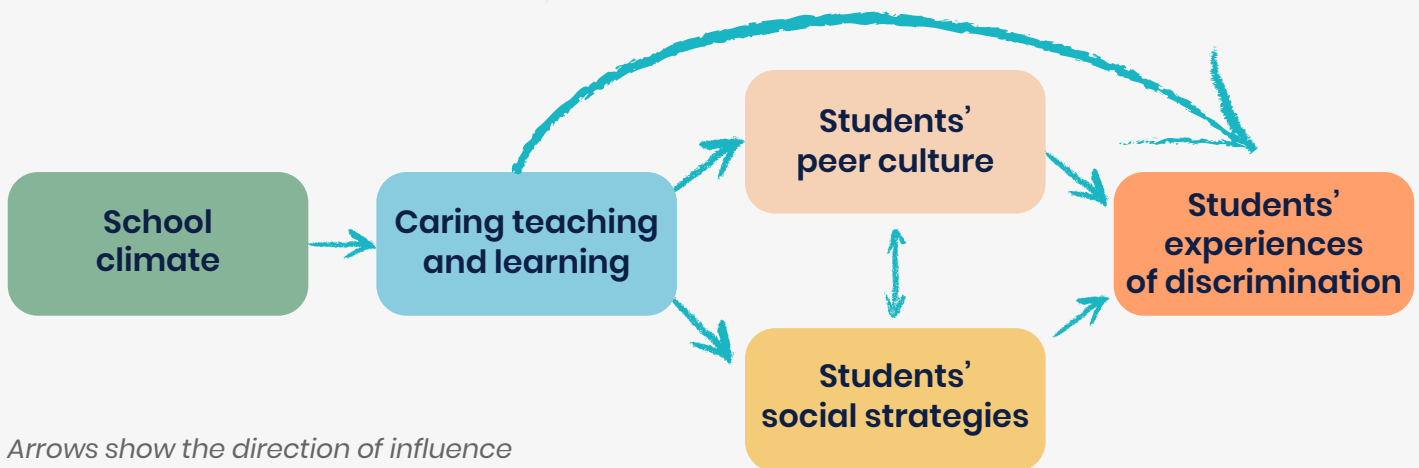 School
climate
Caring teaching
and learning
Students’
peer culture
Students’
social strategies
Students’
experiences
of discrimination
Arrows show the direction of influence